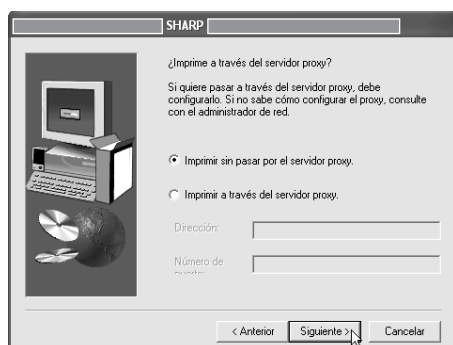 SHARP
¿Imprime a través del servidor proxy?
Si quiere pasar a través del servidor proxy, debe
configurarlo. Si no sabe cómo configurar el proxy, consulte
con el administrador de red.
Imprimir sin pasar por el servidor proxy.
Imprimir a través del servidor proxy.
Dirección:
Número de
< Anterior Siguiente > Cancelar